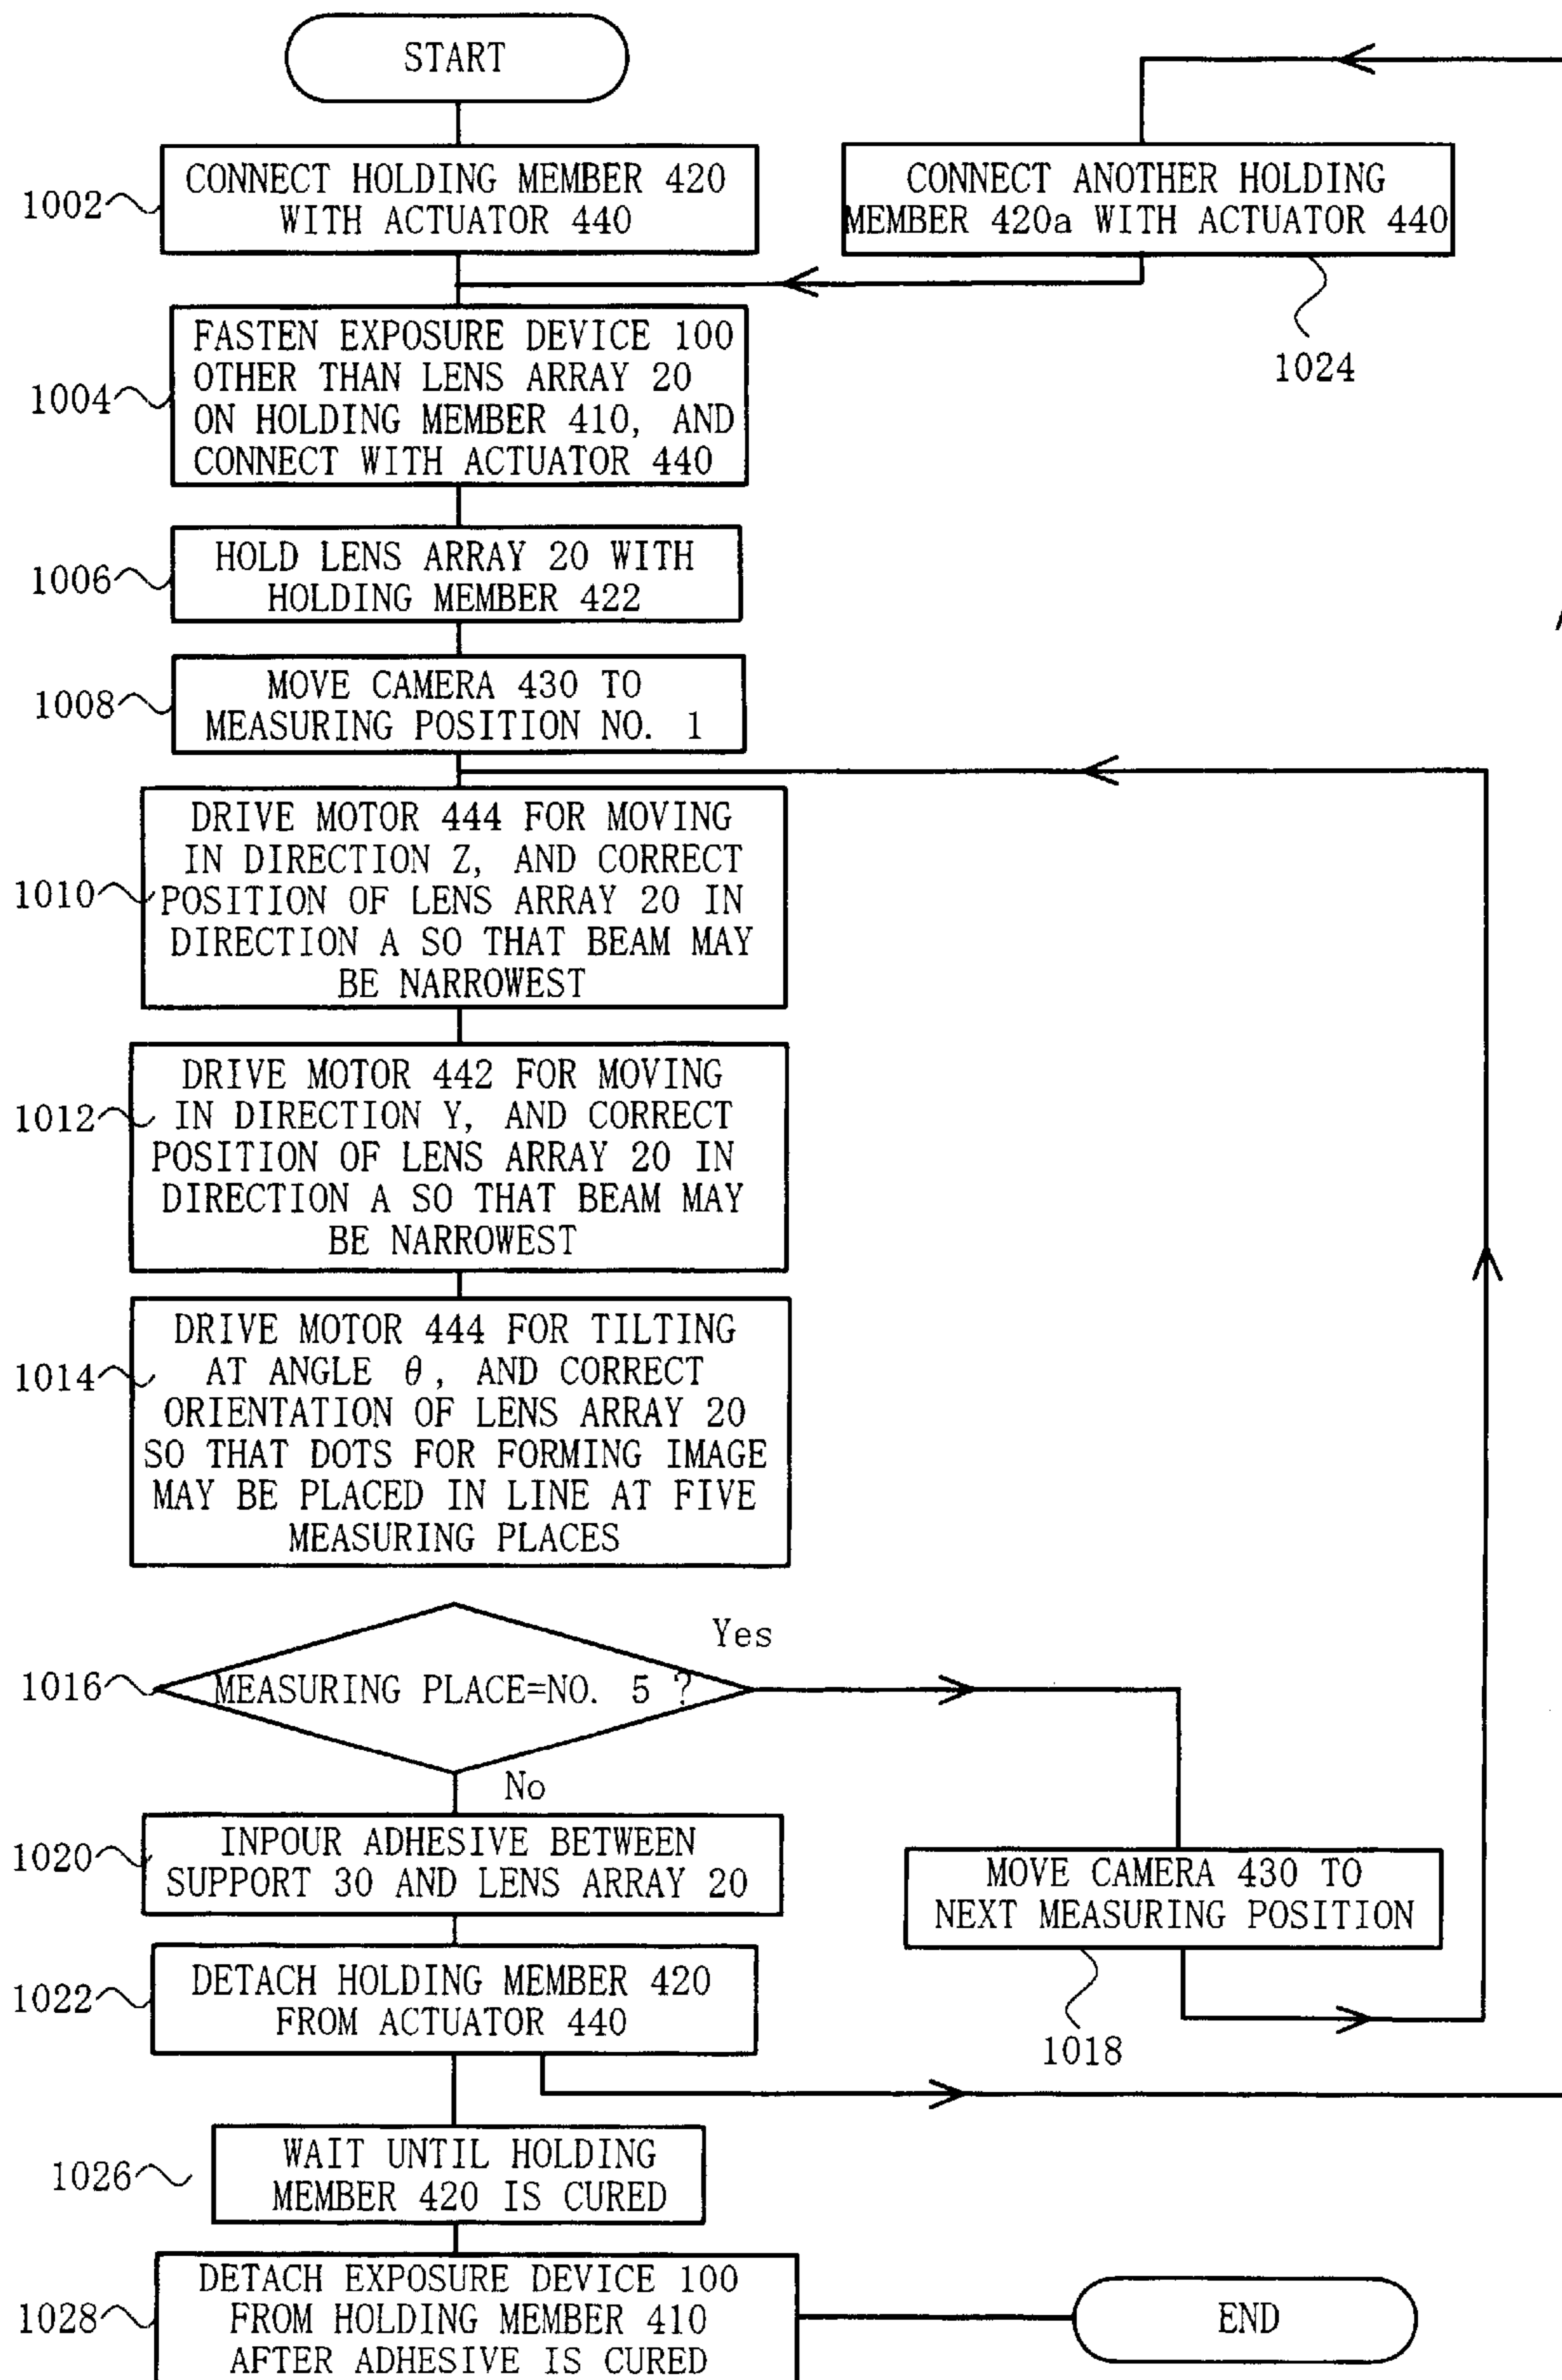 START
1002
CONNECT HOLDING MEMBER 420
WITH ACTUATOR 440
CONNECT ANOTHER HOLDING
MEMBER 420a WITH ACTUATOR 440
1024
1004
FASTEN EXPOSURE DEVICE 100
OTHER THAN LENS ARRAY 20
ON HOLDING MEMBER 410, AND
CONNECT WITH ACTUATOR 440
1006
HOLD LENS ARRAY 20 WITH
HOLDING MEMBER 422
1008
MOVE CAMERA 430 TO
MEASURING POSITION NO. 1
1010
DRIVE MOTOR 444 FOR MOVING
IN DIRECTION Z, AND CORRECT
POSITION OF LENS ARRAY 20 IN
DIRECTION A SO THAT BEAM MAY
BE NARROWEST
1012
DRIVE MOTOR 442 FOR MOVING
IN DIRECTION Y, AND CORRECT
POSITION OF LENS ARRAY 20 IN
DIRECTION A SO THAT BEAM MAY
BE NARROWEST
1014
DRIVE MOTOR 444 FOR TILTING
AT ANGLE θ, AND CORRECT
ORIENTATION OF LENS ARRAY 20
SO THAT DOTS FOR FORMING IMAGE
MAY BE PLACED IN LINE AT FIVE
MEASURING PLACES
1016
MEASURING PLACE=NO. 5 ?
Yes
No
1020
INPOUR ADHESIVE BETWEEN
SUPPORT 30 AND LENS ARRAY 20
MOVE CAMERA 430 TO
NEXT MEASURING POSITION
1018
1022
DETACH HOLDING MEMBER 420
FROM ACTUATOR 440
1026
WAIT UNTIL HOLDING
MEMBER 420 IS CURED
1028
DETACH EXPOSURE DEVICE 100
FROM HOLDING MEMBER 410
AFTER ADHESIVE IS CURED
END